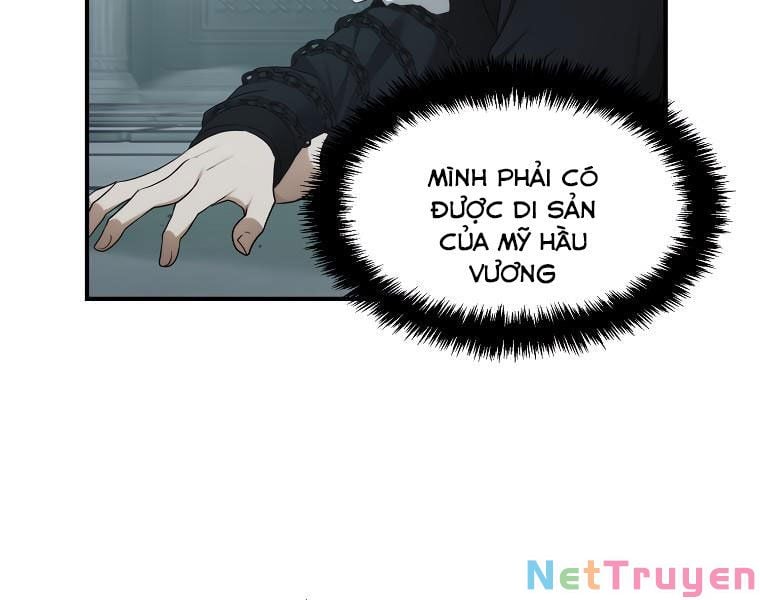 MÌNH PHẢI CÓ
ĐƯỢC DI SẢN
CỦA MỸ HẦU
VƯƠNG
NetTruyen